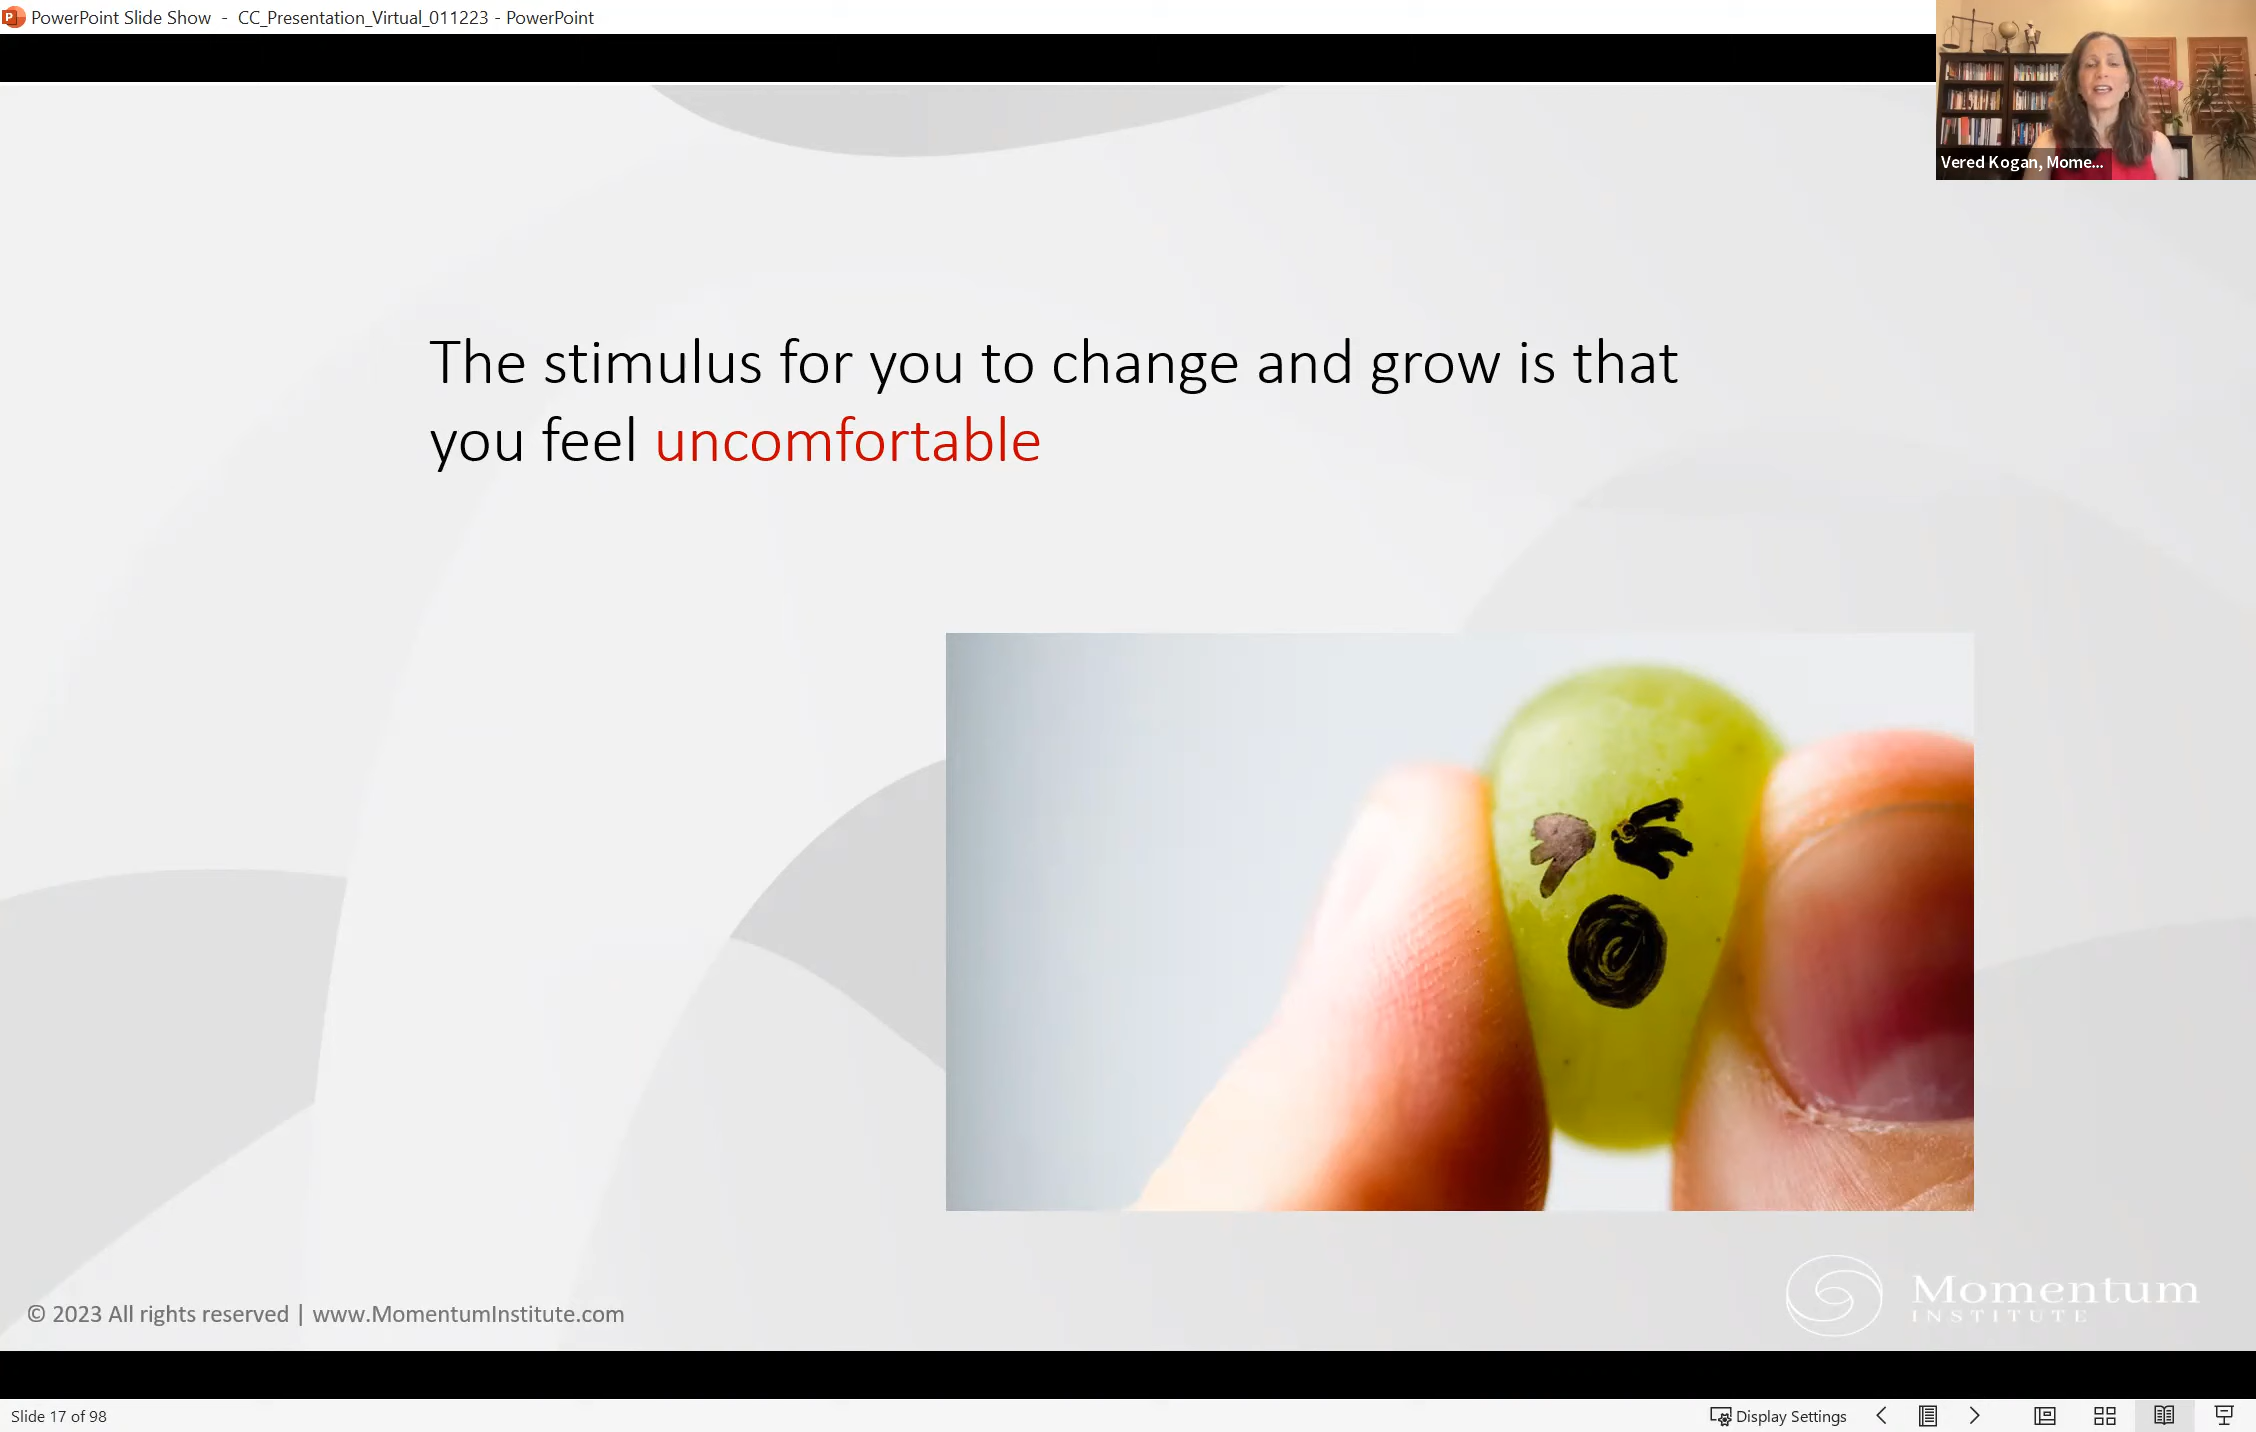 PowerPoint Slide Show - CC_Presentation_Virtual_011223 - PowerPoint
Vered Kogan, Mome...
The stimulus for you to change and grow is that
you feel uncomfortable
© 2023 All rights reserved | www.MomentumInstitute.com
Momentum
INSTITUTE
Slide 17 of 98
Display Settings